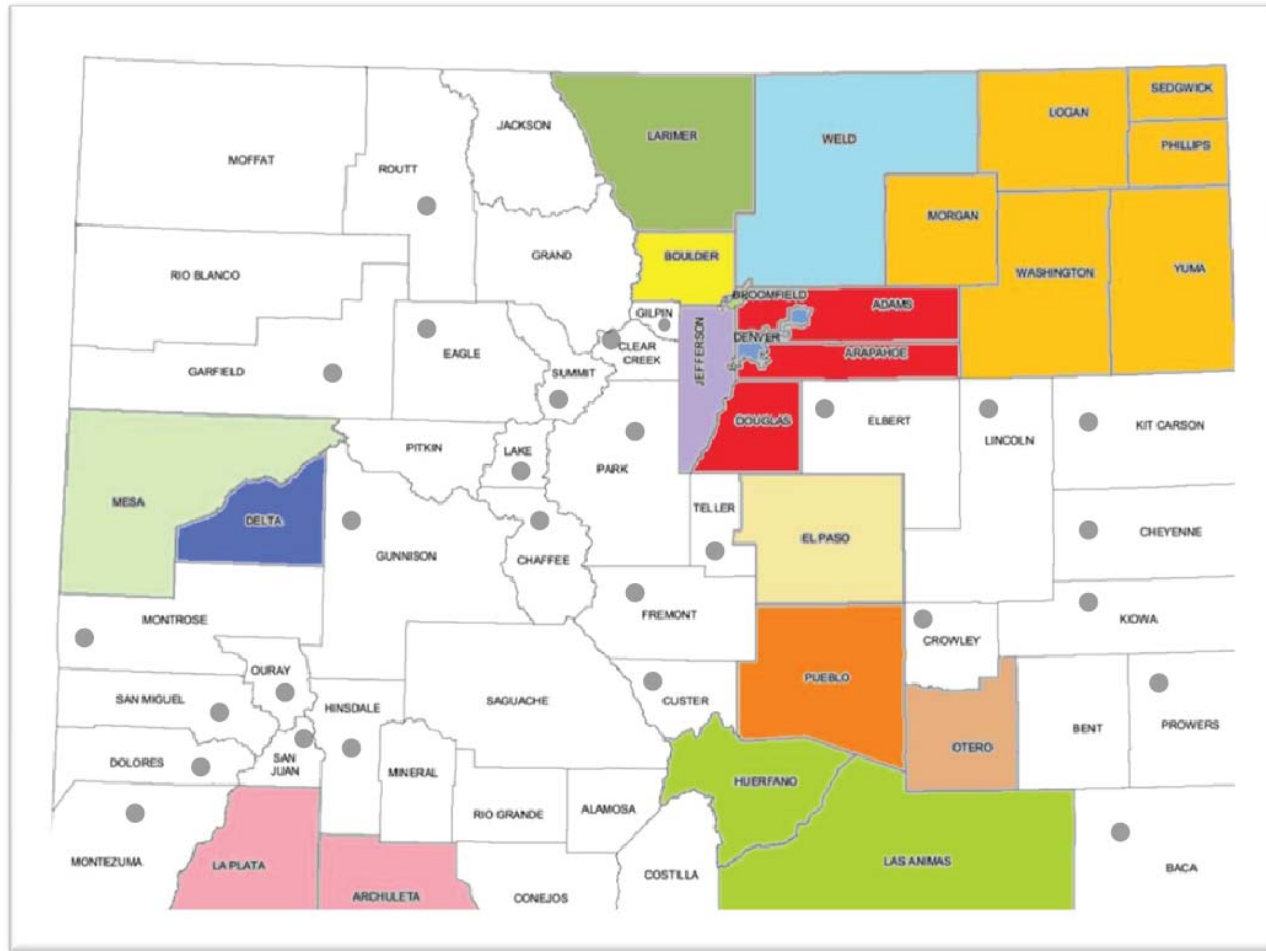 SEDGWICK
LOGAN
JACKSON
LARIMER
WELD
PHILLIPS
MOFFAT
ROUTT
MORGAN
GRAND
BOULDER
RIO BLANCO
WASHINGTON
YUMA
BROOMFIELD
ADAMS
GILPIN
DENVER
CLEAR
CREEK
JEFFERSON
EAGLE
ARAPAHOE
GARFIELD
SUMMIT
DOUGLAS
ELBERT
KIT CARSON
LINCOLN
PITKIN
LAKE
PARK
MESA
TELLER
DELTA
EL PASO
CHEYENNE
GUNNISON
CHAFFEE
FREMONT
MONTROSE
KIOWA
CROWLEY
OURAY
PUEBLO
SAN MIGUEL
HINSDALE
SAGUACHE
CUSTER
BENT
PROWERS
OTERO
DOLORES
SAN
JUAN
MINERAL
HUERFANO
RIO GRANDE
ALAMOSA
MONTEZUMA
LA PLATA
LAS ANIMAS
BACA
COSTILLA
ARCHULETA
CONEJOS